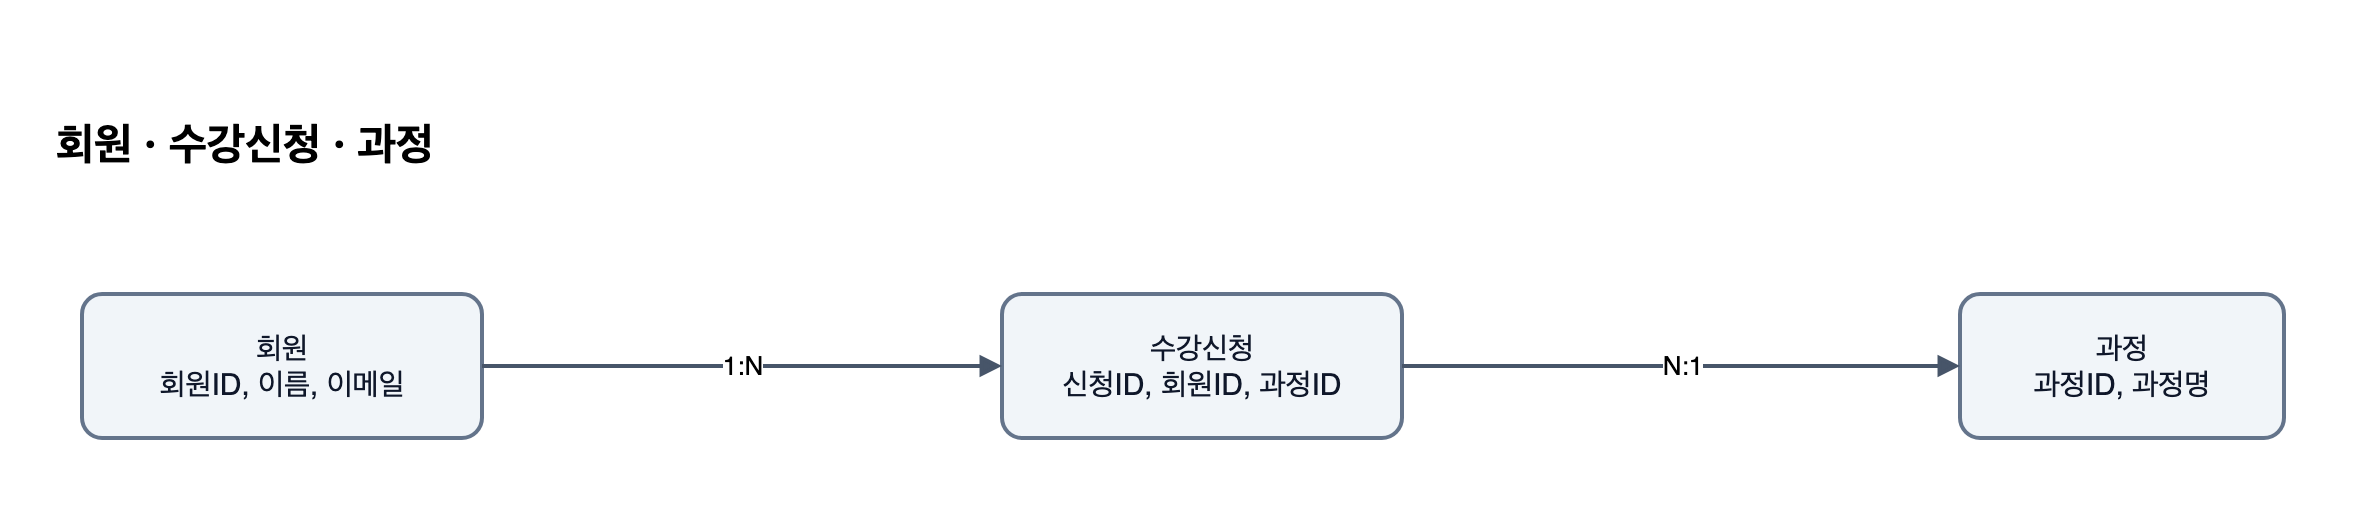 회원 · 수강신청 · 과정
회원
회원ID, 이름, 이메일
1:N
수강신청
신청ID, 회원ID, 과정ID
N:1
과정
과정ID, 과정명